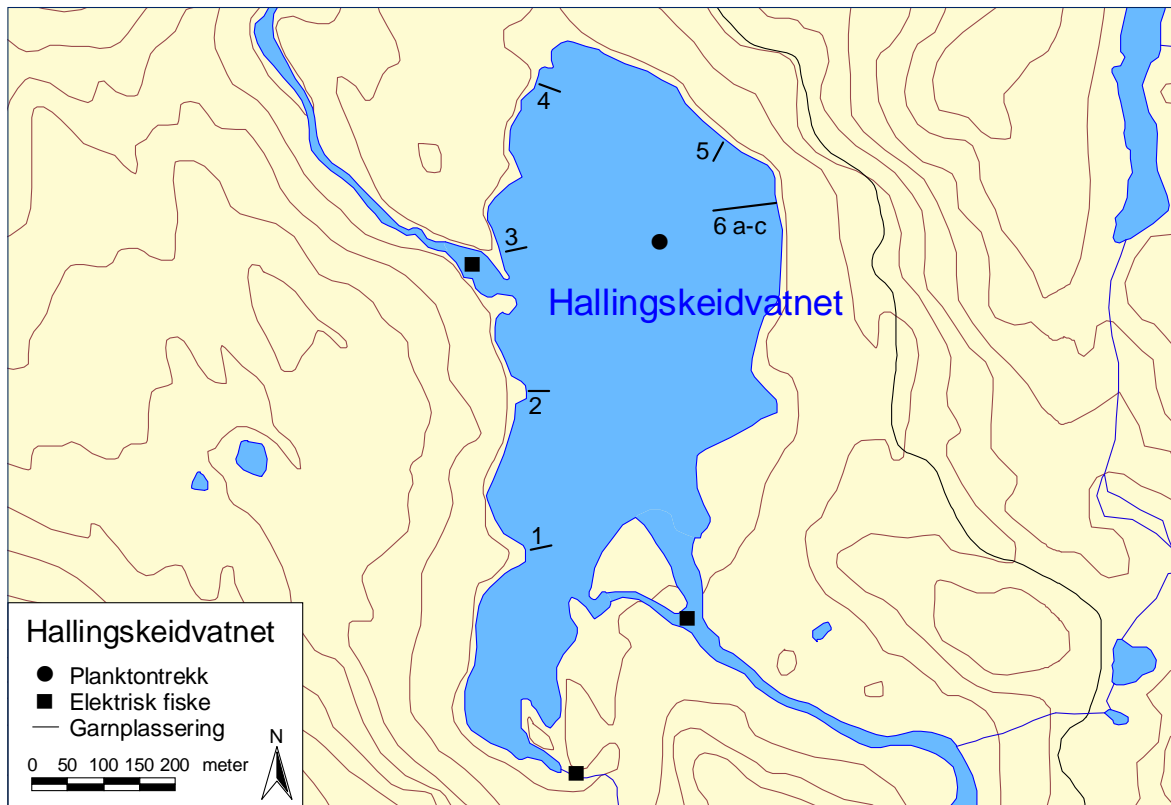 4
5
6 a-c
3
Hallingskeidvatnet
2
1
Hallingskeidvatnet
Planktontrekk
Elektrisk fiske
Garnplassering
N
0 50 100 150 200 meter